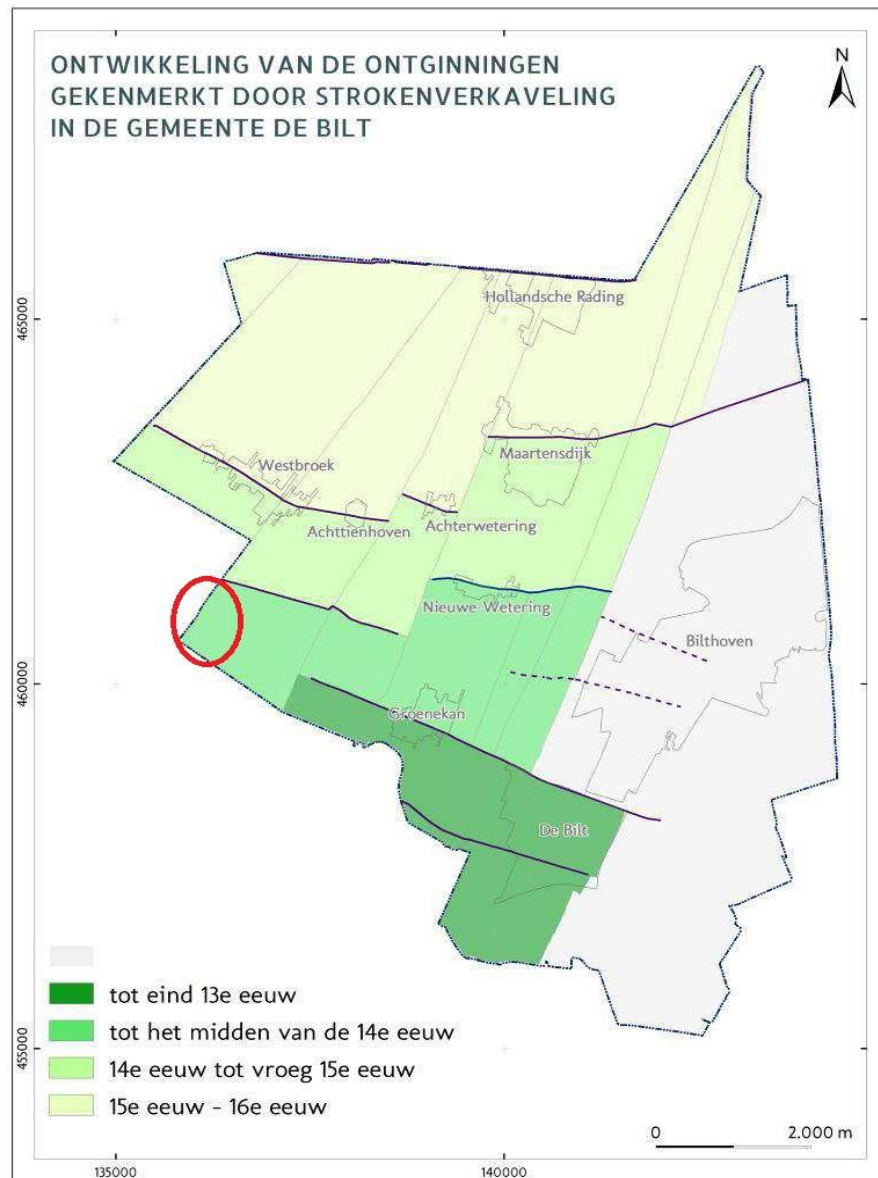 ONTWIKKELING VAN DE ONTGINNINGEN
GEKENMERKT DOOR STROKENVERKAVELING
IN DE GEMEENTE DE BILT
N
465000
460000
455000
Hollandsche Rading
Maartensdijk
Westbroek
Achttienhoven
Achterwetering
Nieuwe Wetering
Bilthoven
Groenekan
De Bilt
tot eind 13e eeuw
tot het midden van de 14e eeuw
14e eeuw tot vroeg 15e eeuw
15e eeuw - 16e eeuw
0 2.000 m
135000 140000